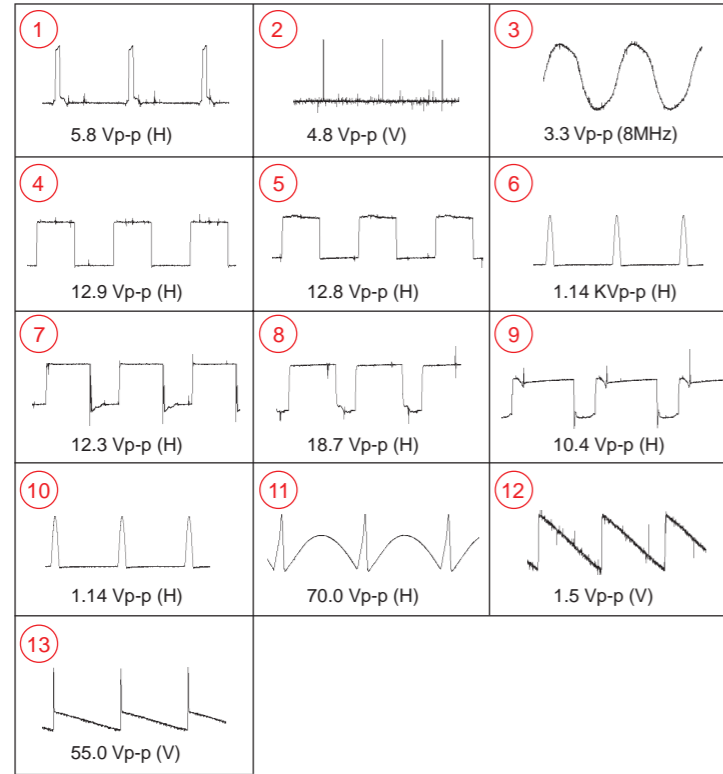 1
5.8 Vp-p (H)
2
4.8 Vp-p (V)
3
3.3 Vp-p (8MHz)
4
12.9 Vp-p (H)
5
12.8 Vp-p (H)
6
1.14 KVp-p (H)
7
12.3 Vp-p (H)
8
18.7 Vp-p (H)
9
10.4 Vp-p (H)
10
1.14 Vp-p (H)
11
70.0 Vp-p (H)
12
1.5 Vp-p (V)
13
55.0 Vp-p (V)